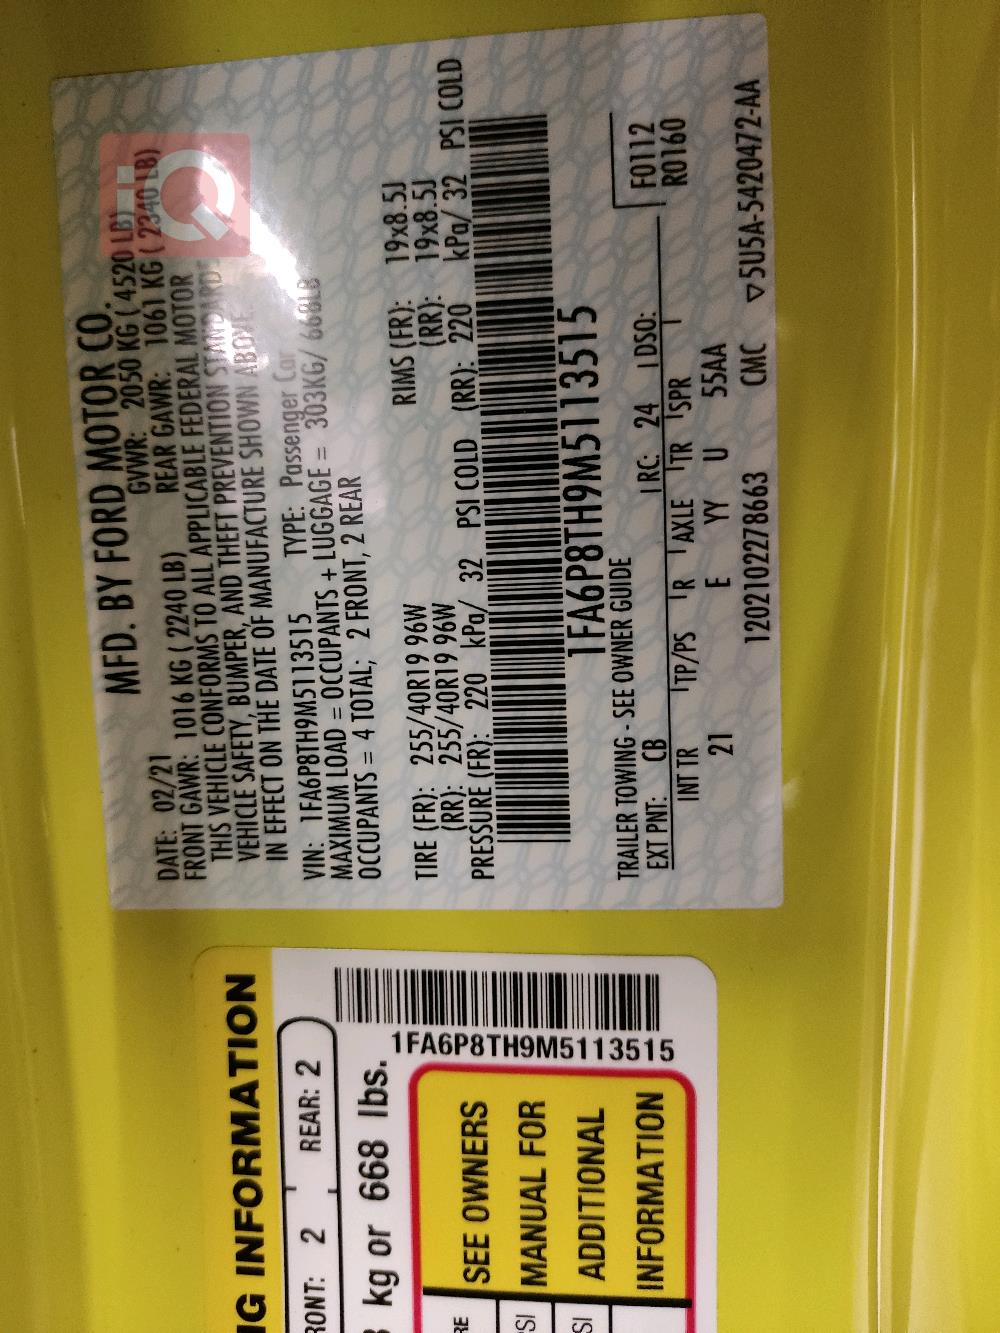 MFD. BY FORD MOTOR CO.
DATE: 02/21 GVWR: 2050 KG ( 4520 LB)
FRONT GAWR: 1016 KG ( 2240 LB) REAR GAWR: 1061 KG ( 2340 LB)
THIS VEHICLE CONFORMS TO ALL APPLICABLE FEDERAL MOTOR
VEHICLE SAFETY, BUMPER, AND THEFT PREVENTION STANDARDS
IN EFFECT ON THE DATE OF MANUFACTURE SHOWN ABOVE.
VIN: 1FA6P8TH9M5113515 TYPE: Passenger Car
MAXIMUM LOAD = OCCUPANTS + LUGGAGE = 303KG/ 668LB
OCCUPANTS = 4 TOTAL; 2 FRONT, 2 REAR
TIRE (FR): 255/40R19 96W RIMS (FR): 19x8.5J
(RR): 255/40R19 96W (RR): 19x8.5J
PRESSURE (FR): 220 kPa/ 32 PSI COLD (RR): 220 kPa/ 32 PSI COLD
1FA6P8TH9M5113515
TRAILER TOWING - SEE OWNER GUIDE
F0112
R0160
EXT PNT: CB RC: 24 DSO:
INT TR TP/PS R AXLE TR SPR
21 E YY U 55AA
1202102278663 CMC ▽5U5A-5420472-AA
iQ
NG INFORMATION
RONT: 2 REAR: 2
kg or 668 lbs.
1FA6P8TH9M5113515
SEE OWNERS
MANUAL FOR
ADDITIONAL
INFORMATION
RE
SI
SI